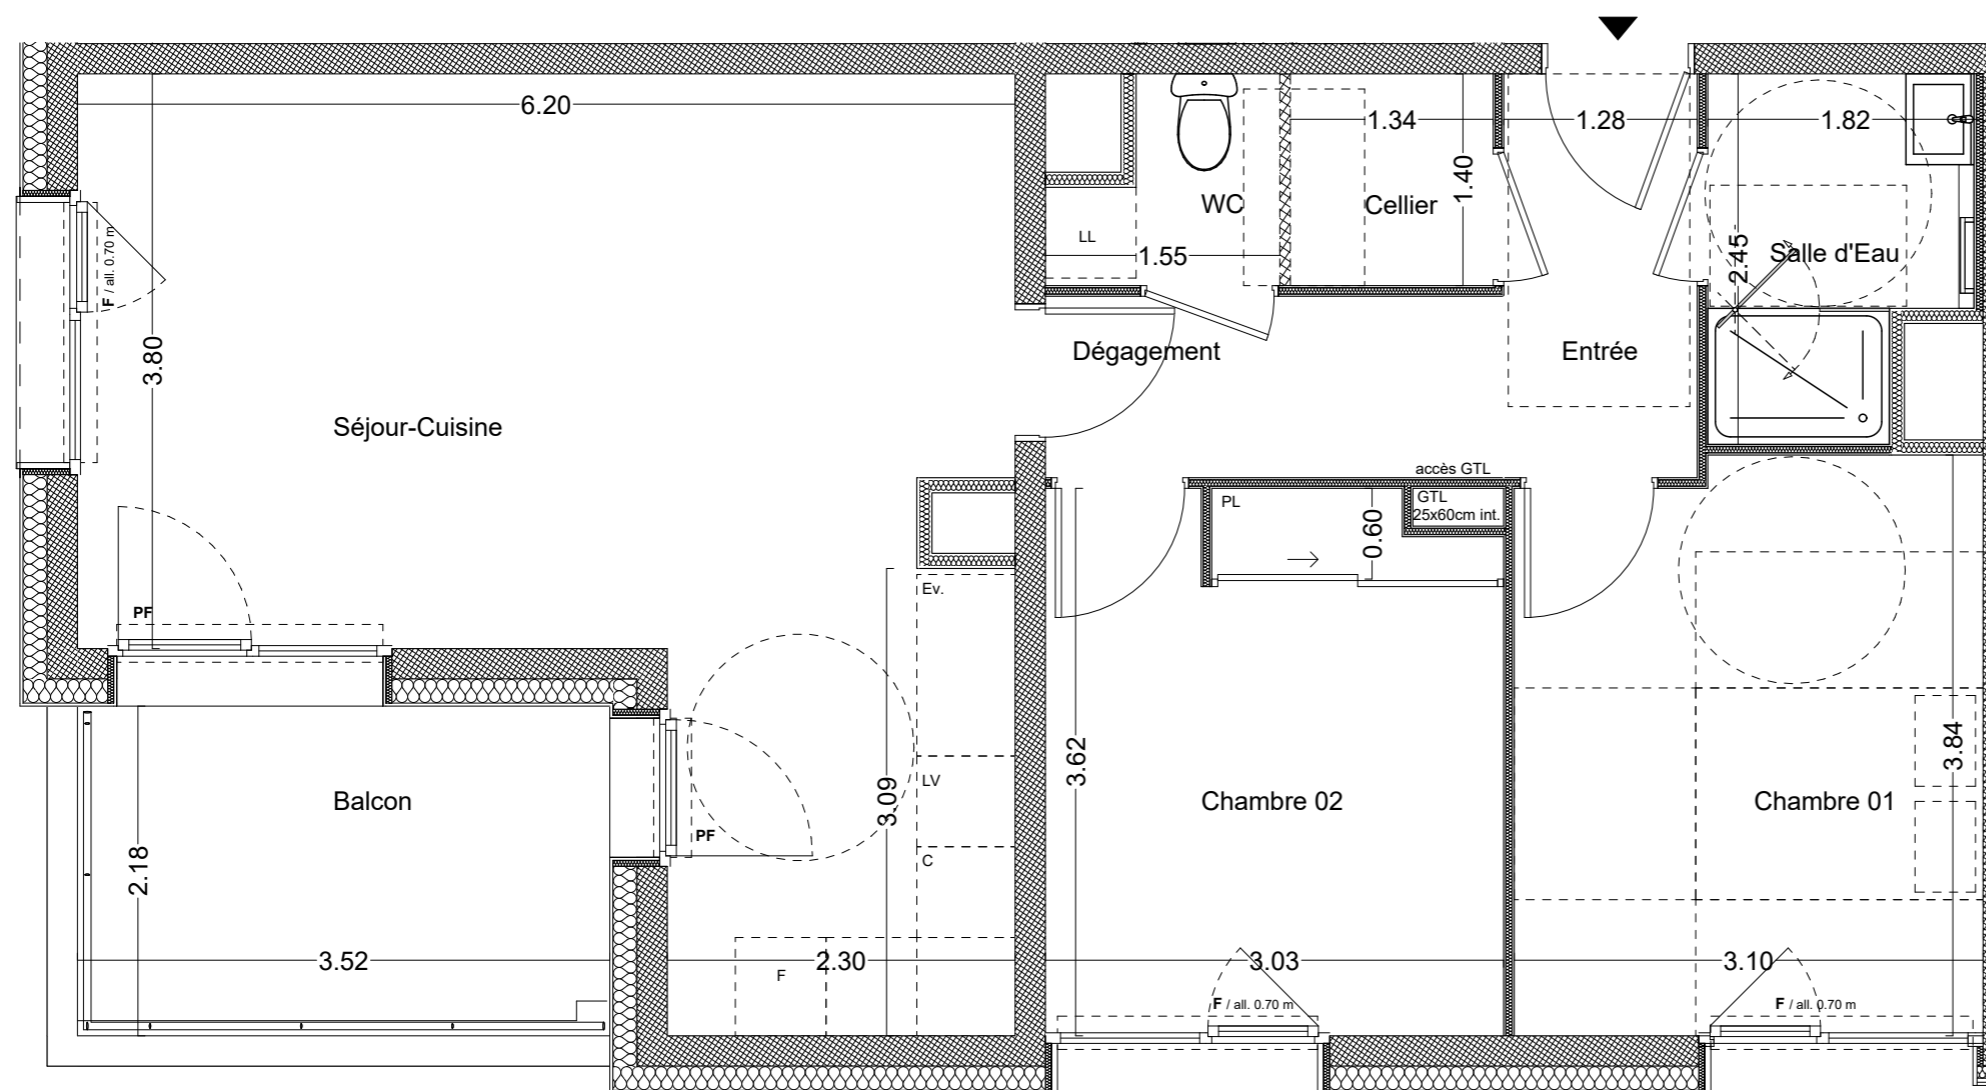 6.20
1.34
1.28
1.82
1.40
WC
Cellier
LL
1.55
2.45
Salle d'Eau
F / all. 0.70 m
3.80
Dégagement
Entrée
Séjour-Cuisine
accès GTL
PL
GTL
25x60cm int.
0.60
Ev.
PF
3.62
3.84
LV
3.09
Balcon
Chambre 02
Chambre 01
PF
2.18
C
3.52
F
2.30
3.03
3.10
F / all. 0.70 m
F / all. 0.70 m